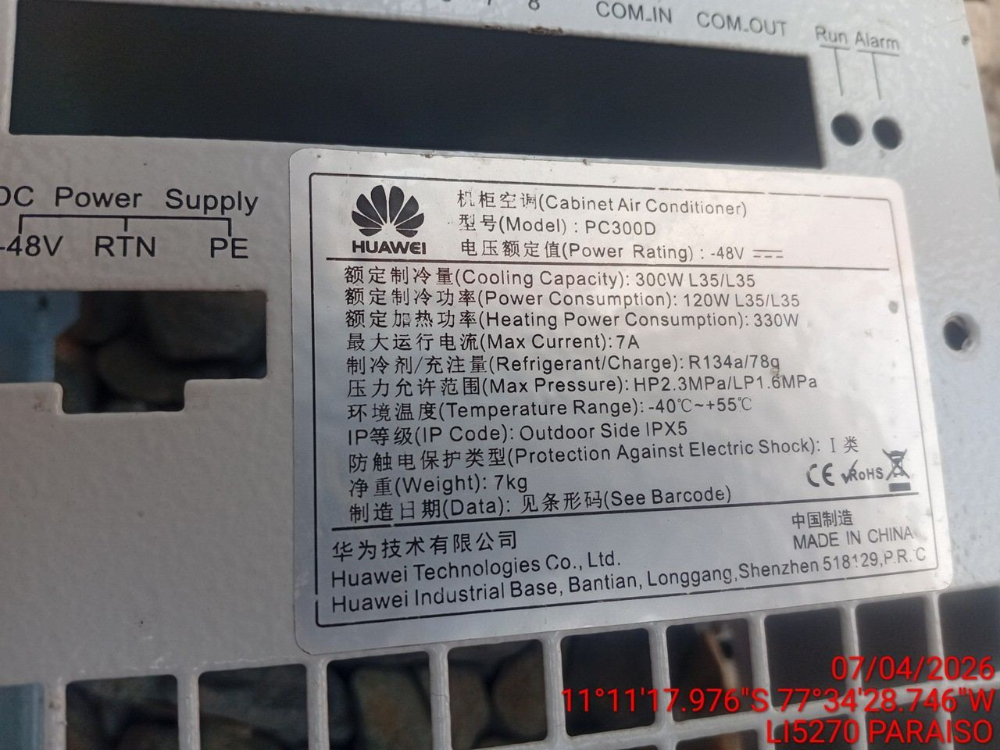 7 8 COM_IN COM_OUT Run Alarm
DC Power Supply
-48V RTN PE
HUAWEI
机柜空调(Cabinet Air Conditioner)
型号(Model) : PC300D
电压额定值(Power Rating) : -48V
额定制冷量(Cooling Capacity): 300W L35/L35
额定制冷功率(Power Consumption): 120W L35/L35
额定加热功率(Heating Power Consumption): 330W
最大运行电流(Max Current): 7A
制冷剂/充注量(Refrigerant/Charge): R134a/78g
压力允许范围(Max Pressure): HP2.3MPa/LP1.6MPa
环境温度(Temperature Range): -40℃~+55℃
IP等级(IP Code): Outdoor Side IPX5
防触电保护类型(Protection Against Electric Shock): I 类
净重(Weight): 7kg
CE RoHS
制造日期(Data): 见条形码(See Barcode)
中国制造
MADE IN CHINA
华为技术有限公司
Huawei Technologies Co., Ltd.
Huawei Industrial Base, Bantian, Longgang,Shenzhen 518129,P.R.C
07/04/2026
11°11'17.976"S 77°34'28.746"W
LI5270 PARAISO